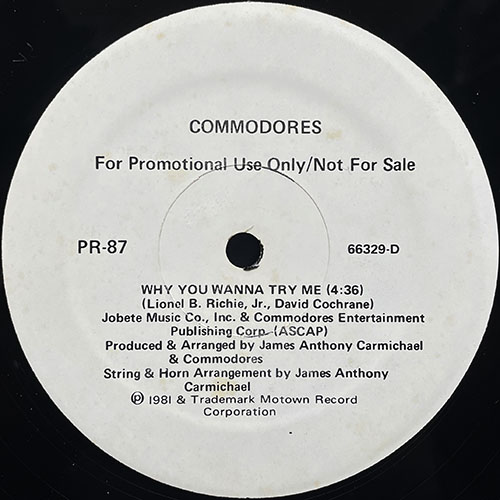 COMMODORES
For Promotional Use Only/Not For Sale
PR-87
66329-D
WHY YOU WANNA TRY ME (4:36)
(Lionel B. Richie, Jr., David Cochrane)
Jobete Music Co., Inc. & Commodores Entertainment
Publishing Corp. (ASCAP)
Produced & Arranged by James Anthony Carmichael
& Commodores
String & Horn Arrangement by James Anthony
Carmichael
℗ 1981 & Trademark Motown Record
Corporation